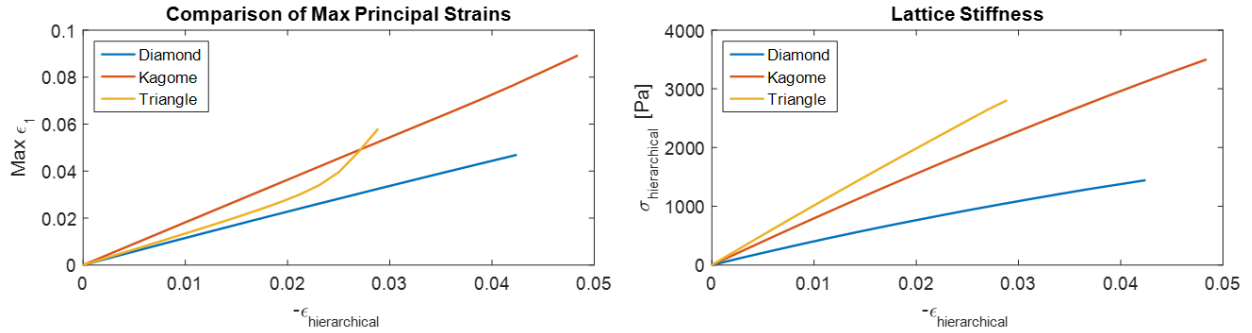 Comparison of Max Principal Strains
0.1
0.08
0.06
0.04
0.02
0
Max ϵ1
Diamond
Kagome
Triangle
0 0.01 0.02 0.03 0.04 0.05
-ϵhierarchical
Lattice Stiffness
4000
3000
2000
1000
0
σhierarchical [Pa]
Diamond
Kagome
Triangle
0 0.01 0.02 0.03 0.04 0.05
-ϵhierarchical